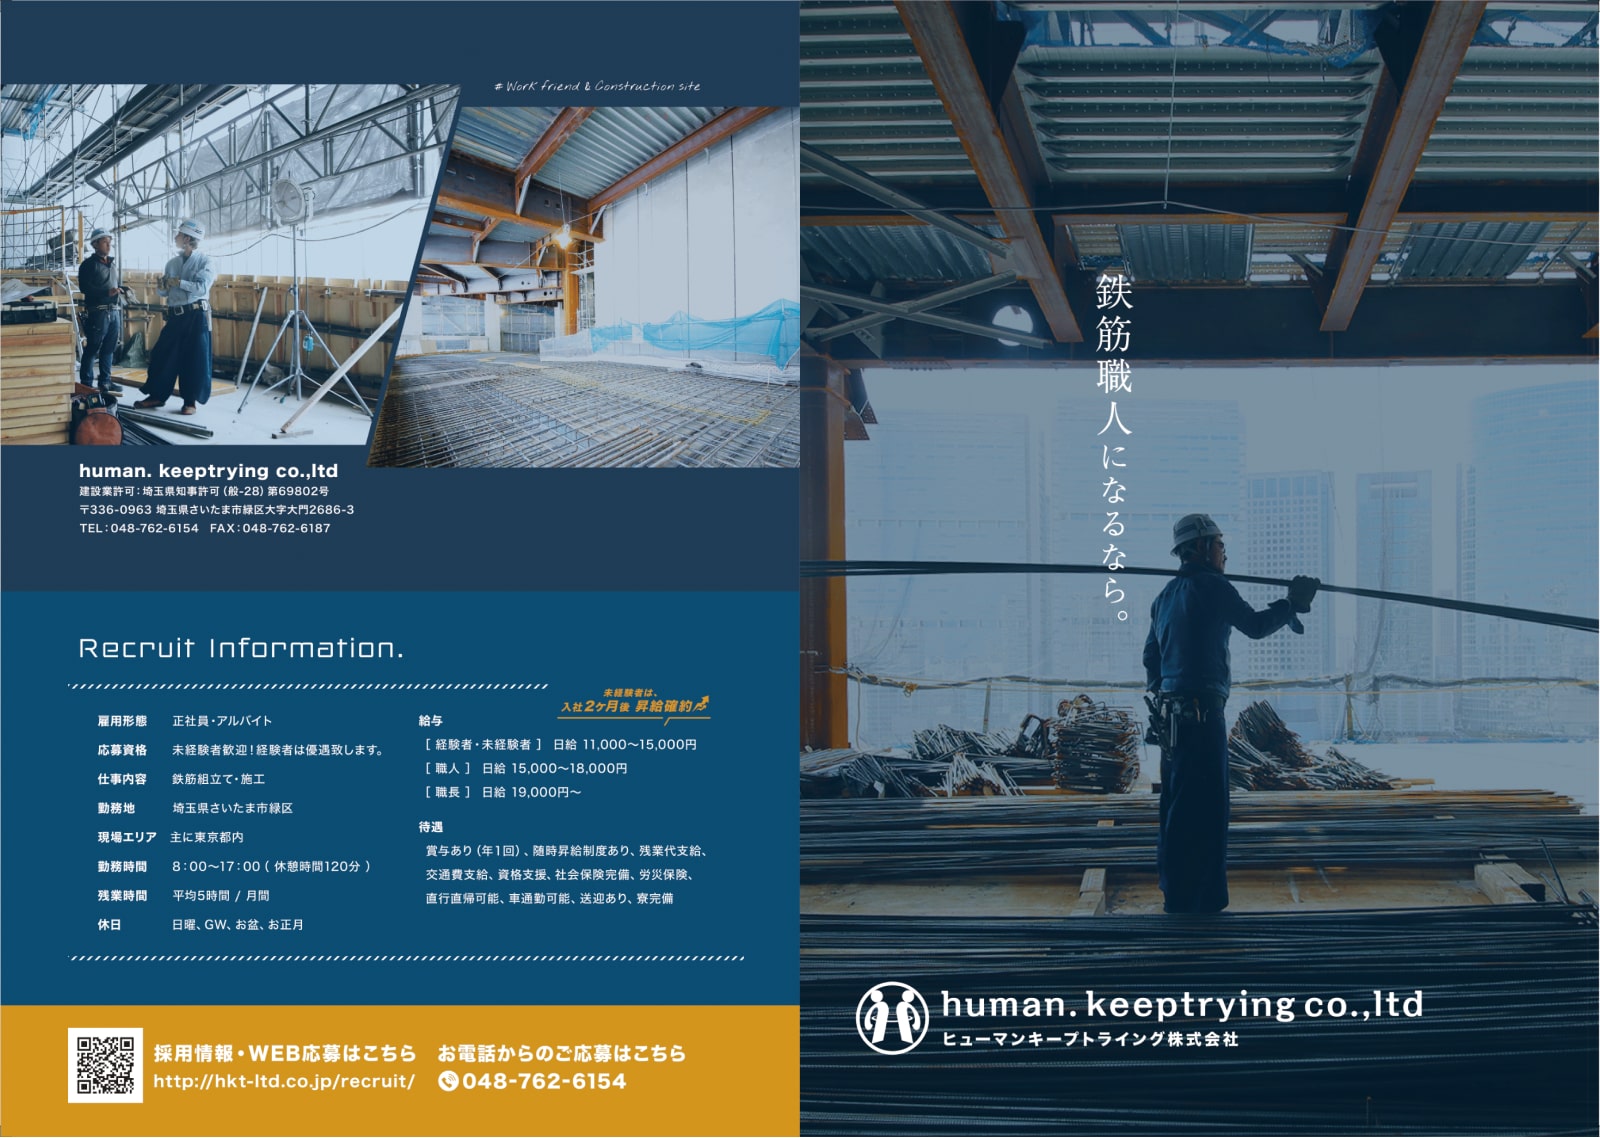 # Work friend & Construction site
human. keeptrying co.,ltd
建設業許可：埼玉県知事許可（般-28）第69802号
〒336-0963 埼玉県さいたま市緑区大字大門2686-3
TEL：048-762-6154　FAX：048-762-6187
Recruit Information.
雇用形態　正社員・アルバイト
応募資格　未経験者歓迎！経験者は優遇致します。
仕事内容　鉄筋組立て・施工
勤務地　埼玉県さいたま市緑区
現場エリア　主に東京都内
勤務時間　8：00〜17：00（ 休憩時間120分 ）
残業時間　平均5時間 / 月間
休日　日曜、GW、お盆、お正月
未経験者は、
入社2ケ月後 昇給確約
給与
［ 経験者・未経験者 ］　日給 11,000〜15,000円
［ 職人 ］　日給 15,000〜18,000円
［ 職長 ］　日給 19,000円〜
待遇
賞与あり（年1回）、随時昇給制度あり、残業代支給、
交通費支給、資格支援、社会保険完備、労災保険、
直行直帰可能、車通勤可能、送迎あり、寮完備
採用情報・WEB応募はこちら
http://hkt-ltd.co.jp/recruit/
お電話からのご応募はこちら
048-762-6154
鉄筋職人になるなら。
human. keeptrying co.,ltd
ヒューマンキープトライング株式会社